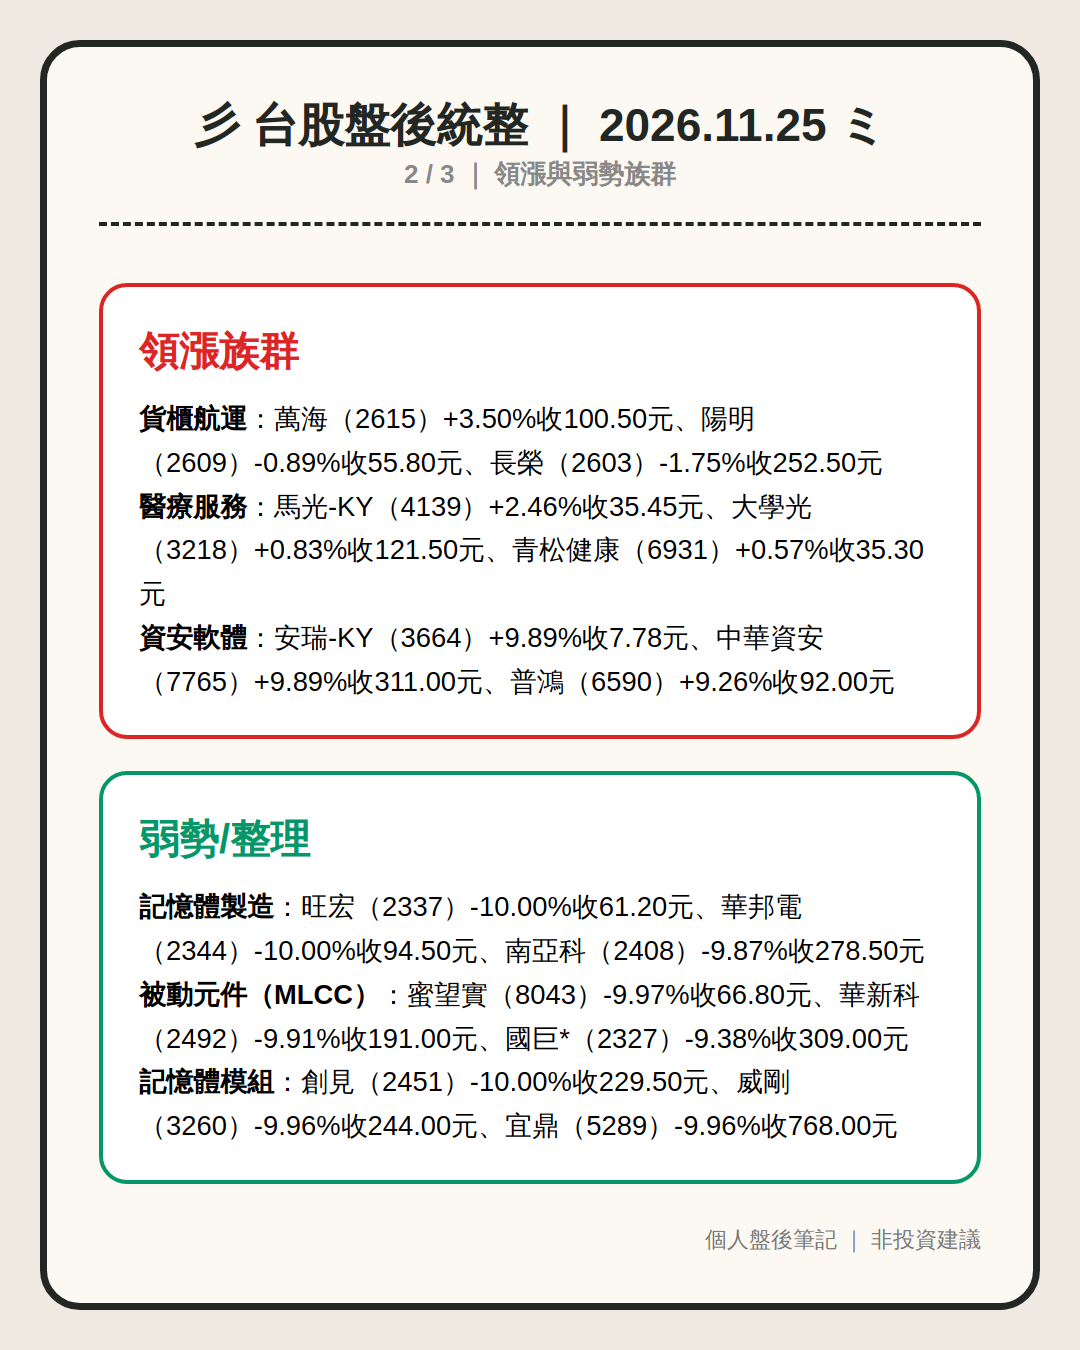 彡 台股盤後統整 ｜ 2026.11.25 ミ
2 / 3 ｜ 領漲與弱勢族群
領漲族群
貨櫃航運：萬海（2615）+3.50%收100.50元、陽明
（2609）-0.89%收55.80元、長榮（2603）-1.75%收252.50元
醫療服務：馬光-KY（4139）+2.46%收35.45元、大學光
（3218）+0.83%收121.50元、青松健康（6931）+0.57%收35.30
元
資安軟體：安瑞-KY（3664）+9.89%收7.78元、中華資安
（7765）+9.89%收311.00元、普鴻（6590）+9.26%收92.00元
弱勢/整理
記憶體製造：旺宏（2337）-10.00%收61.20元、華邦電
（2344）-10.00%收94.50元、南亞科（2408）-9.87%收278.50元
被動元件（MLCC）：蜜望實（8043）-9.97%收66.80元、華新科
（2492）-9.91%收191.00元、國巨*（2327）-9.38%收309.00元
記憶體模組：創見（2451）-10.00%收229.50元、威剛
（3260）-9.96%收244.00元、宜鼎（5289）-9.96%收768.00元
個人盤後筆記 ｜ 非投資建議